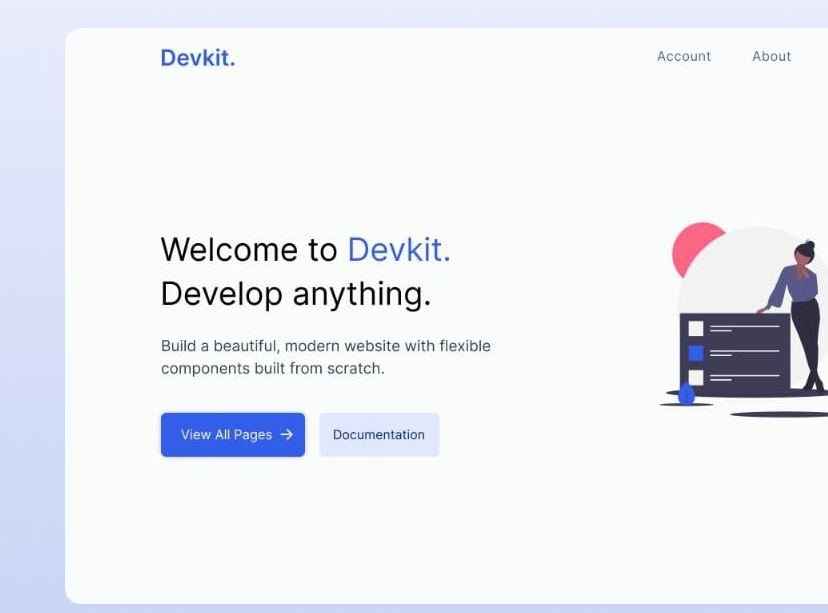 Devkit.
Account
About
Welcome to Devkit.
Develop anything.
Build a beautiful, modern website with flexible
components built from scratch.
View All Pages →
Documentation